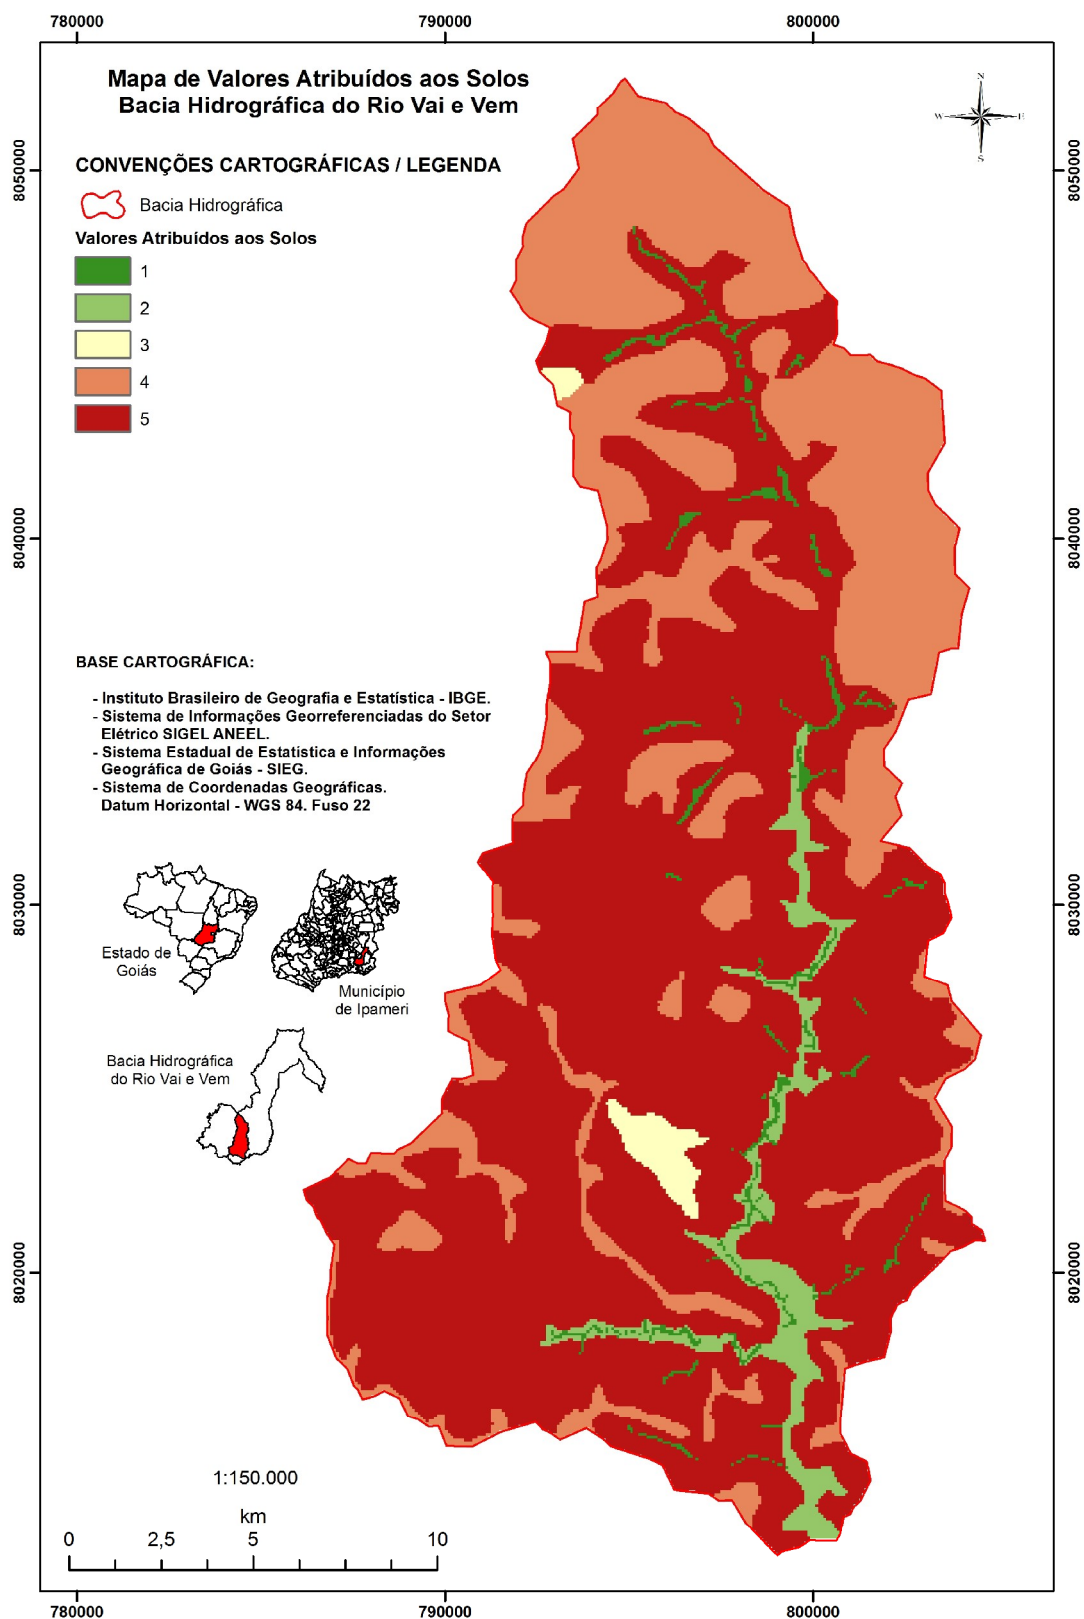 780000
790000
800000
Mapa de Valores Atribuídos aos Solos
Bacia Hidrográfica do Rio Vai e Vem
N
W
E
S
CONVENÇÕES CARTOGRÁFICAS / LEGENDA
Bacia Hidrográfica
Valores Atribuídos aos Solos
1
2
3
4
5
8050000
8050000
8040000
8040000
BASE CARTOGRÁFICA:
- Instituto Brasileiro de Geografia e Estatística - IBGE.
- Sistema de Informações Georreferenciadas do Setor
Elétrico SIGEL ANEEL.
- Sistema Estadual de Estatistica e Informações
Geográfica de Goiás - SIEG.
- Sistema de Coordenadas Geográficas.
Datum Horizontal - WGS 84. Fuso 22
8030000
8030000
Estado de
Goiás
Município
de Ipameri
Bacia Hidrográfica
do Rio Vai e Vem
8020000
8020000
1:150.000
km
0
2,5
5
10
780000
790000
800000